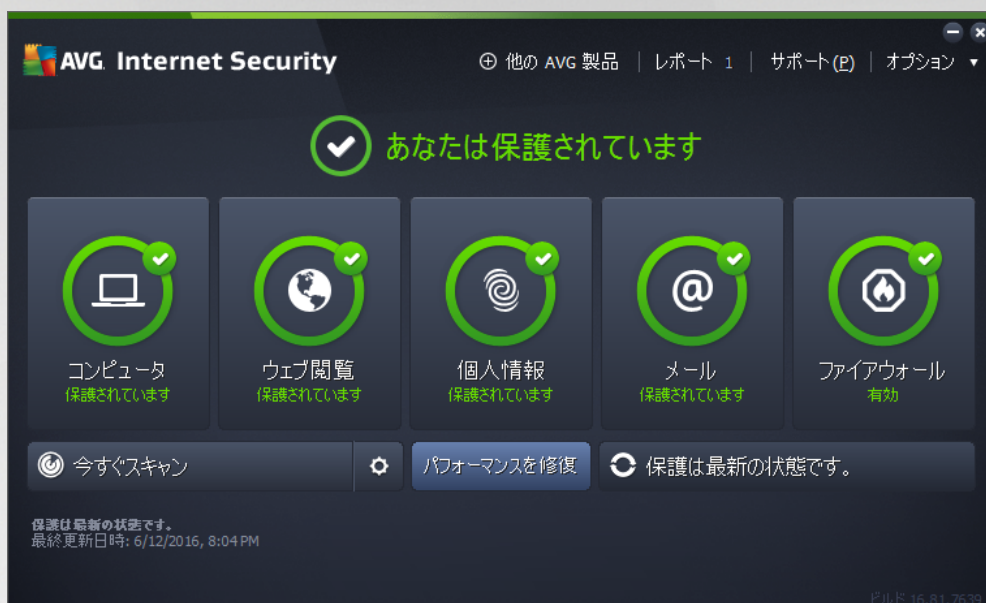 AVG Internet Security
他の AVG 製品 | レポート 1 | サポート(P) | オプション
あなたは保護されています
コンピュータ
保護されています
ウェブ閲覧
保護されています
個人情報
保護されています
メール
保護されています
ファイアウォール
有効
今すぐスキャン
パフォーマンスを修復
保護は最新の状態です。
保護は最新の状態です。
最終更新日時: 6/12/2016, 8:04 PM
ビルド 16.81.7639